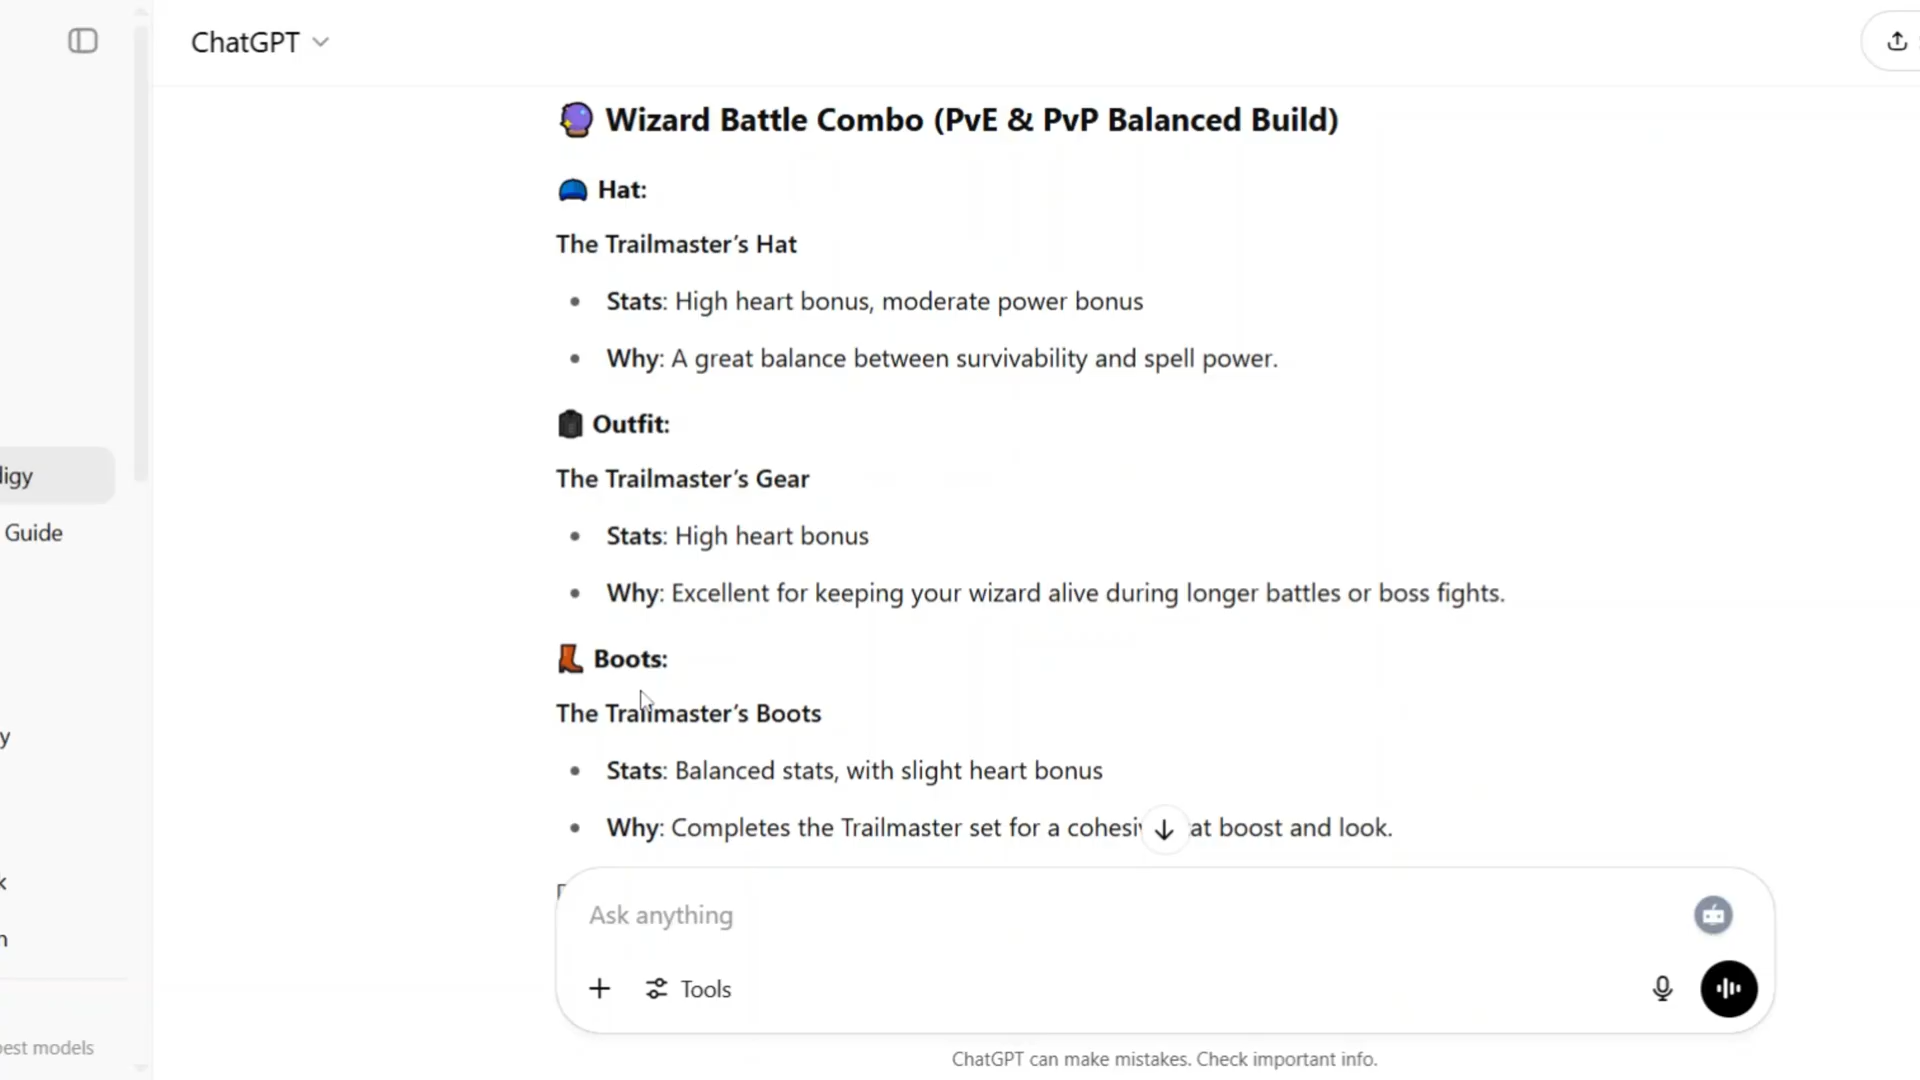 ChatGPT
Wizard Battle Combo (PvE & PvP Balanced Build)
Hat:
The Trailmaster’s Hat
Stats: High heart bonus, moderate power bonus
Why: A great balance between survivability and spell power.
Outfit:
The Trailmaster’s Gear
Stats: High heart bonus
Why: Excellent for keeping your wizard alive during longer battles or boss fights.
Boots:
The Trailmaster’s Boots
Stats: Balanced stats, with slight heart bonus
Why: Completes the Trailmaster set for a at boost and look.
Guide
models
Ask anything
Tools
ChatGPT can make mistakes. Check important info.